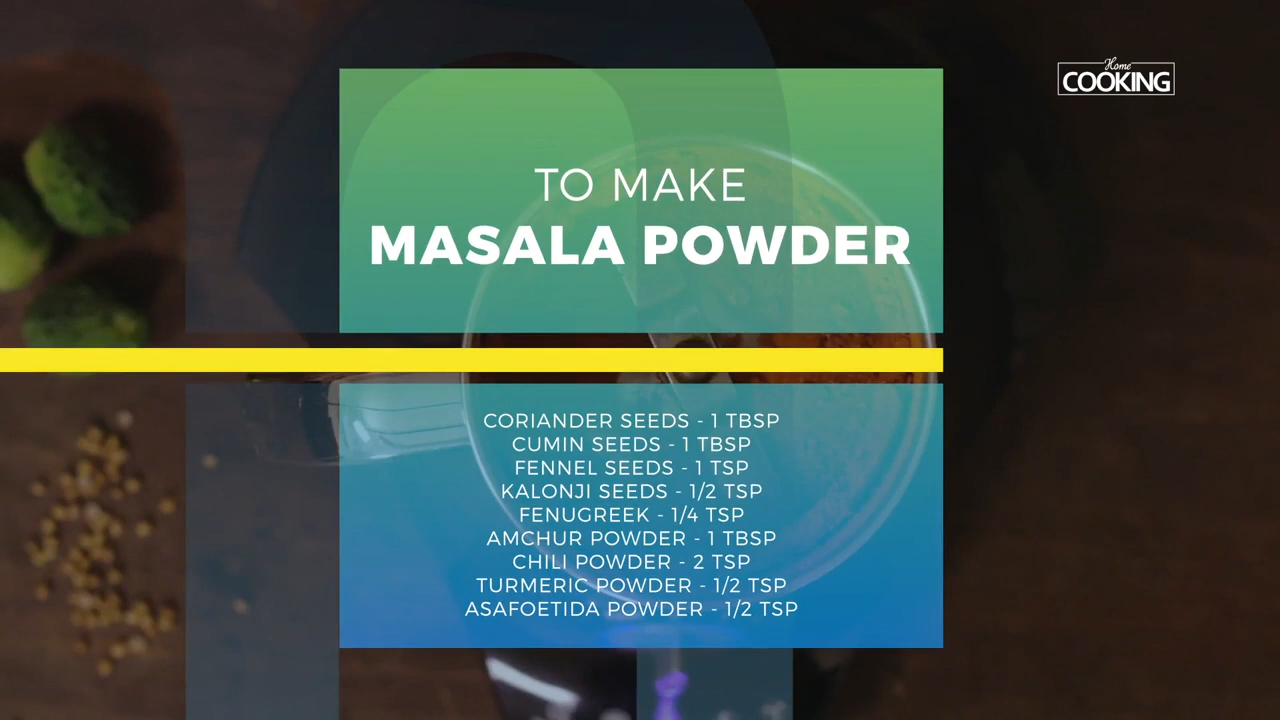 Home
COOKING
TO MAKE
MASALA POWDER
CORIANDER SEEDS - 1 TBSP
CUMIN SEEDS - 1 TBSP
FENNEL SEEDS - 1 TSP
KALONJI SEEDS - 1/2 TSP
FENUGREEK - 1/4 TSP
AMCHUR POWDER - 1 TBSP
CHILI POWDER - 2 TSP
TURMERIC POWDER - 1/2 TSP
ASAFOETIDA POWDER - 1/2 TSP